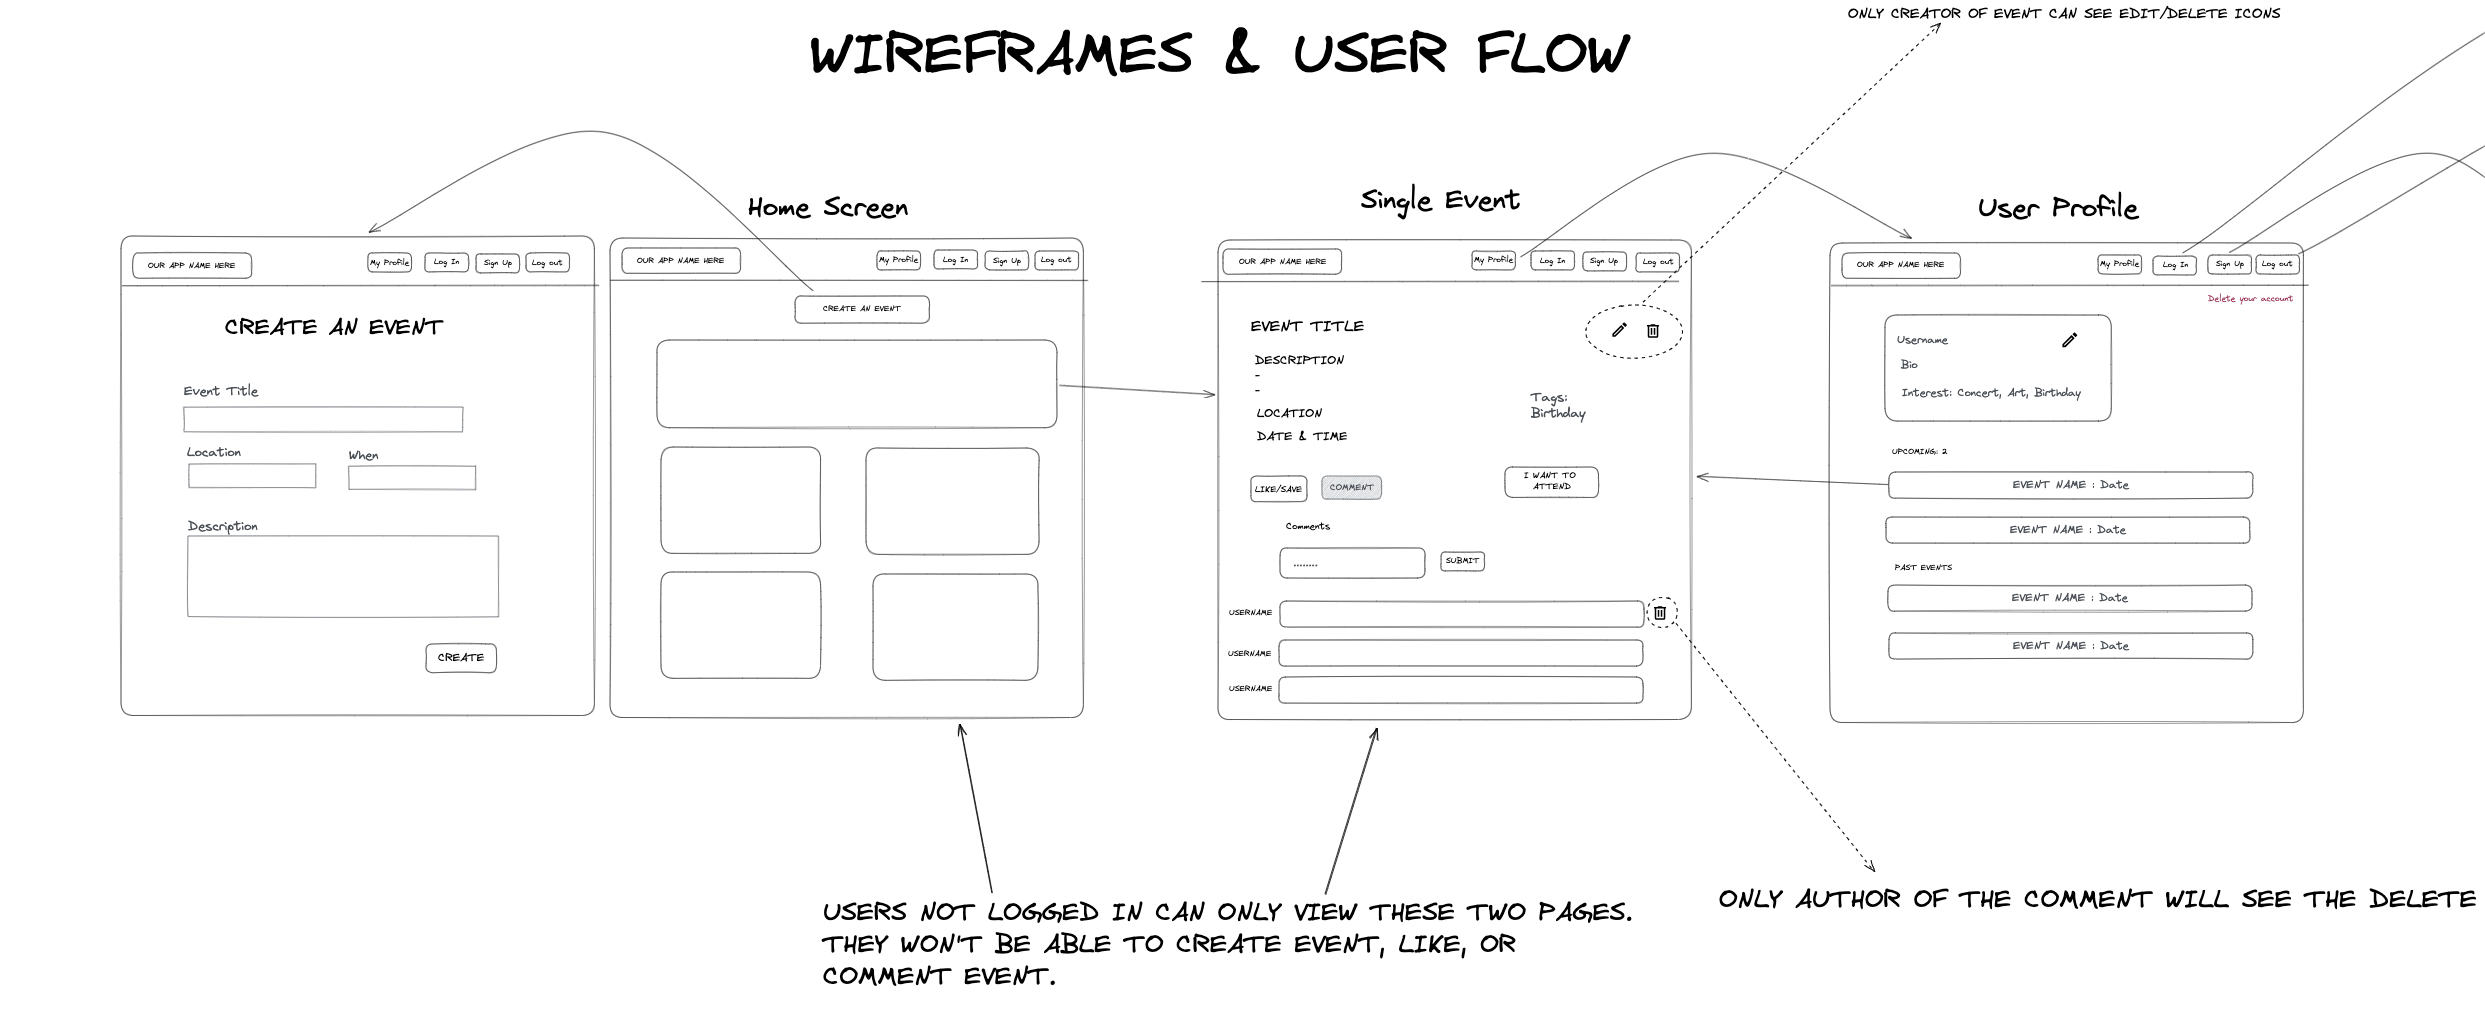 ONLY CREATOR OF EVENT CAN SEE EDIT/DELETE ICONS
WIREFRAMES & USER FLOW
OUR APP NAME HERE
My Profile
Log In
Sign Up
Log out
CREATE AN EVENT
Event Title
Location
When
Description
CREATE
Home Screen
OUR APP NAME HERE
My Profile
Log In
Sign Up
Log out
CREATE AN EVENT
Single Event
OUR APP NAME HERE
My Profile
Log In
Sign Up
Log out
EVENT TITLE
DESCRIPTION
-
-
LOCATION
DATE & TIME
Tags:
Birthday
LIKE/SAVE
COMMENT
I WANT TO
ATTEND
Comments
........
SUBMIT
USERNAME
USERNAME
USERNAME
User Profile
OUR APP NAME HERE
My Profile
Log In
Sign Up
Log out
Delete your account
Username
Bio
Interest: Concert, Art, Birthday
UPCOMING: 2
EVENT NAME : Date
EVENT NAME : Date
PAST EVENTS
EVENT NAME : Date
EVENT NAME : Date
USERS NOT LOGGED IN CAN ONLY VIEW THESE TWO PAGES.
THEY WON'T BE ABLE TO CREATE EVENT, LIKE, OR
COMMENT EVENT.
ONLY AUTHOR OF THE COMMENT WILL SEE THE DELETE